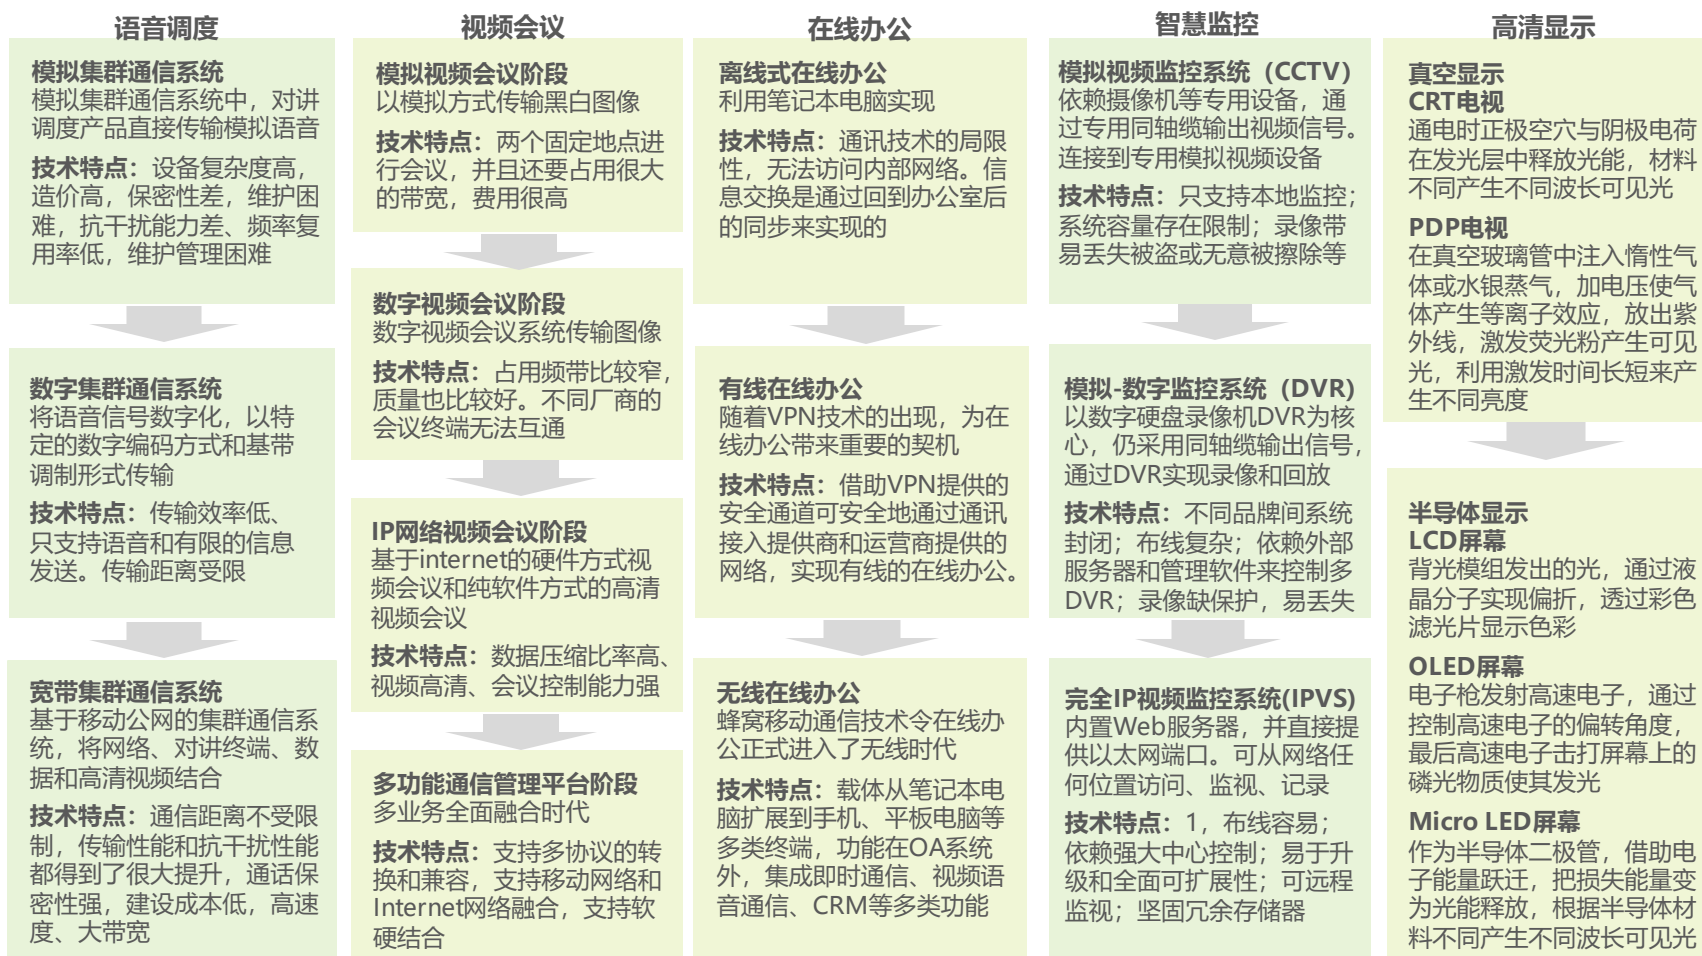 语音调度
模拟集群通信系统
模拟集群通信系统中，对讲
调度产品直接传输模拟语音
技术特点：设备复杂度高，
造价高，保密性差，维护困
难，抗干扰能力差、频率复
用率低，维护管理困难
数字集群通信系统
将语音信号数字化，以特
定的数字编码方式和基带
调制形式传输
技术特点：传输效率低、
只支持语音和有限的信息
发送。传输距离受限
宽带集群通信系统
基于移动公网的集群通信系
统，将网络、对讲终端、数
据和高清视频结合
技术特点：通信距离不受限
制，传输性能和抗干扰性能
都得到了很大提升，通话保
密性强，建设成本低，高速
度、大带宽
视频会议
模拟视频会议阶段
以模拟方式传输黑白图像
技术特点：两个固定地点进
行会议，并且还要占用很大
的带宽，费用很高
数字视频会议阶段
数字视频会议系统传输图像
技术特点：占用频带比较窄，
质量也比较好。不同厂商的
会议终端无法互通
IP网络视频会议阶段
基于internet的硬件方式视
频会议和纯软件方式的高清
视频会议
技术特点：数据压缩比率高、
视频高清、会议控制能力强
多功能通信管理平台阶段
多业务全面融合时代
技术特点：支持多协议的转
换和兼容，支持移动网络和
Internet网络融合，支持软
硬结合
在线办公
离线式在线办公
利用笔记本电脑实现
技术特点：通讯技术的局限
性，无法访问内部网络。信
息交换是通过回到办公室后
的同步来实现的
有线在线办公
随着VPN技术的出现，为在
线办公带来重要的契机
技术特点：借助VPN提供的
安全通道可安全地通过通讯
接入提供商和运营商提供的
网络，实现有线的在线办公。
无线在线办公
蜂窝移动通信技术令在线办
公正式进入了无线时代
技术特点：载体从笔记本电
脑扩展到手机、平板电脑等
多类终端，功能在OA系统
外，集成即时通信、视频语
音通信、CRM等多类功能
智慧监控
模拟视频监控系统（CCTV）
依赖摄像机等专用设备，通
过专用同轴缆输出视频信号。
连接到专用模拟视频设备
技术特点：只支持本地监控；
系统容量存在限制；录像带
易丢失被盗或无意被擦除等
模拟-数字监控系统（DVR）
以数字硬盘录像机DVR为核
心，仍采用同轴缆输出信号，
通过DVR实现录像和回放
技术特点：不同品牌间系统
封闭；布线复杂；依赖外部
服务器和管理软件来控制多
DVR；录像缺保护，易丢失
完全IP视频监控系统(IPVS)
内置Web服务器，并直接提
供以太网端口。可从网络任
何位置访问、监视、记录
技术特点：1，布线容易；
依赖强大中心控制；易于升
级和全面可扩展性；可远程
监视；坚固冗余存储器
高清显示
真空显示
CRT电视
通电时正极空穴与阴极电荷
在发光层中释放光能，材料
不同产生不同波长可见光
PDP电视
在真空玻璃管中注入惰性气
体或水银蒸气，加电压使气
体产生等离子效应，放出紫
外线，激发荧光粉产生可见
光，利用激发时间长短来产
生不同亮度
半导体显示
LCD屏幕
背光模组发出的光，通过液
晶分子实现偏折，透过彩色
滤光片显示色彩
OLED屏幕
电子枪发射高速电子，通过
控制高速电子的偏转角度，
最后高速电子击打屏幕上的
磷光物质使其发光
Micro LED屏幕
作为半导体二极管，借助电
子能量跃迁，把损失能量变
为光能释放，根据半导体材
料不同产生不同波长可见光